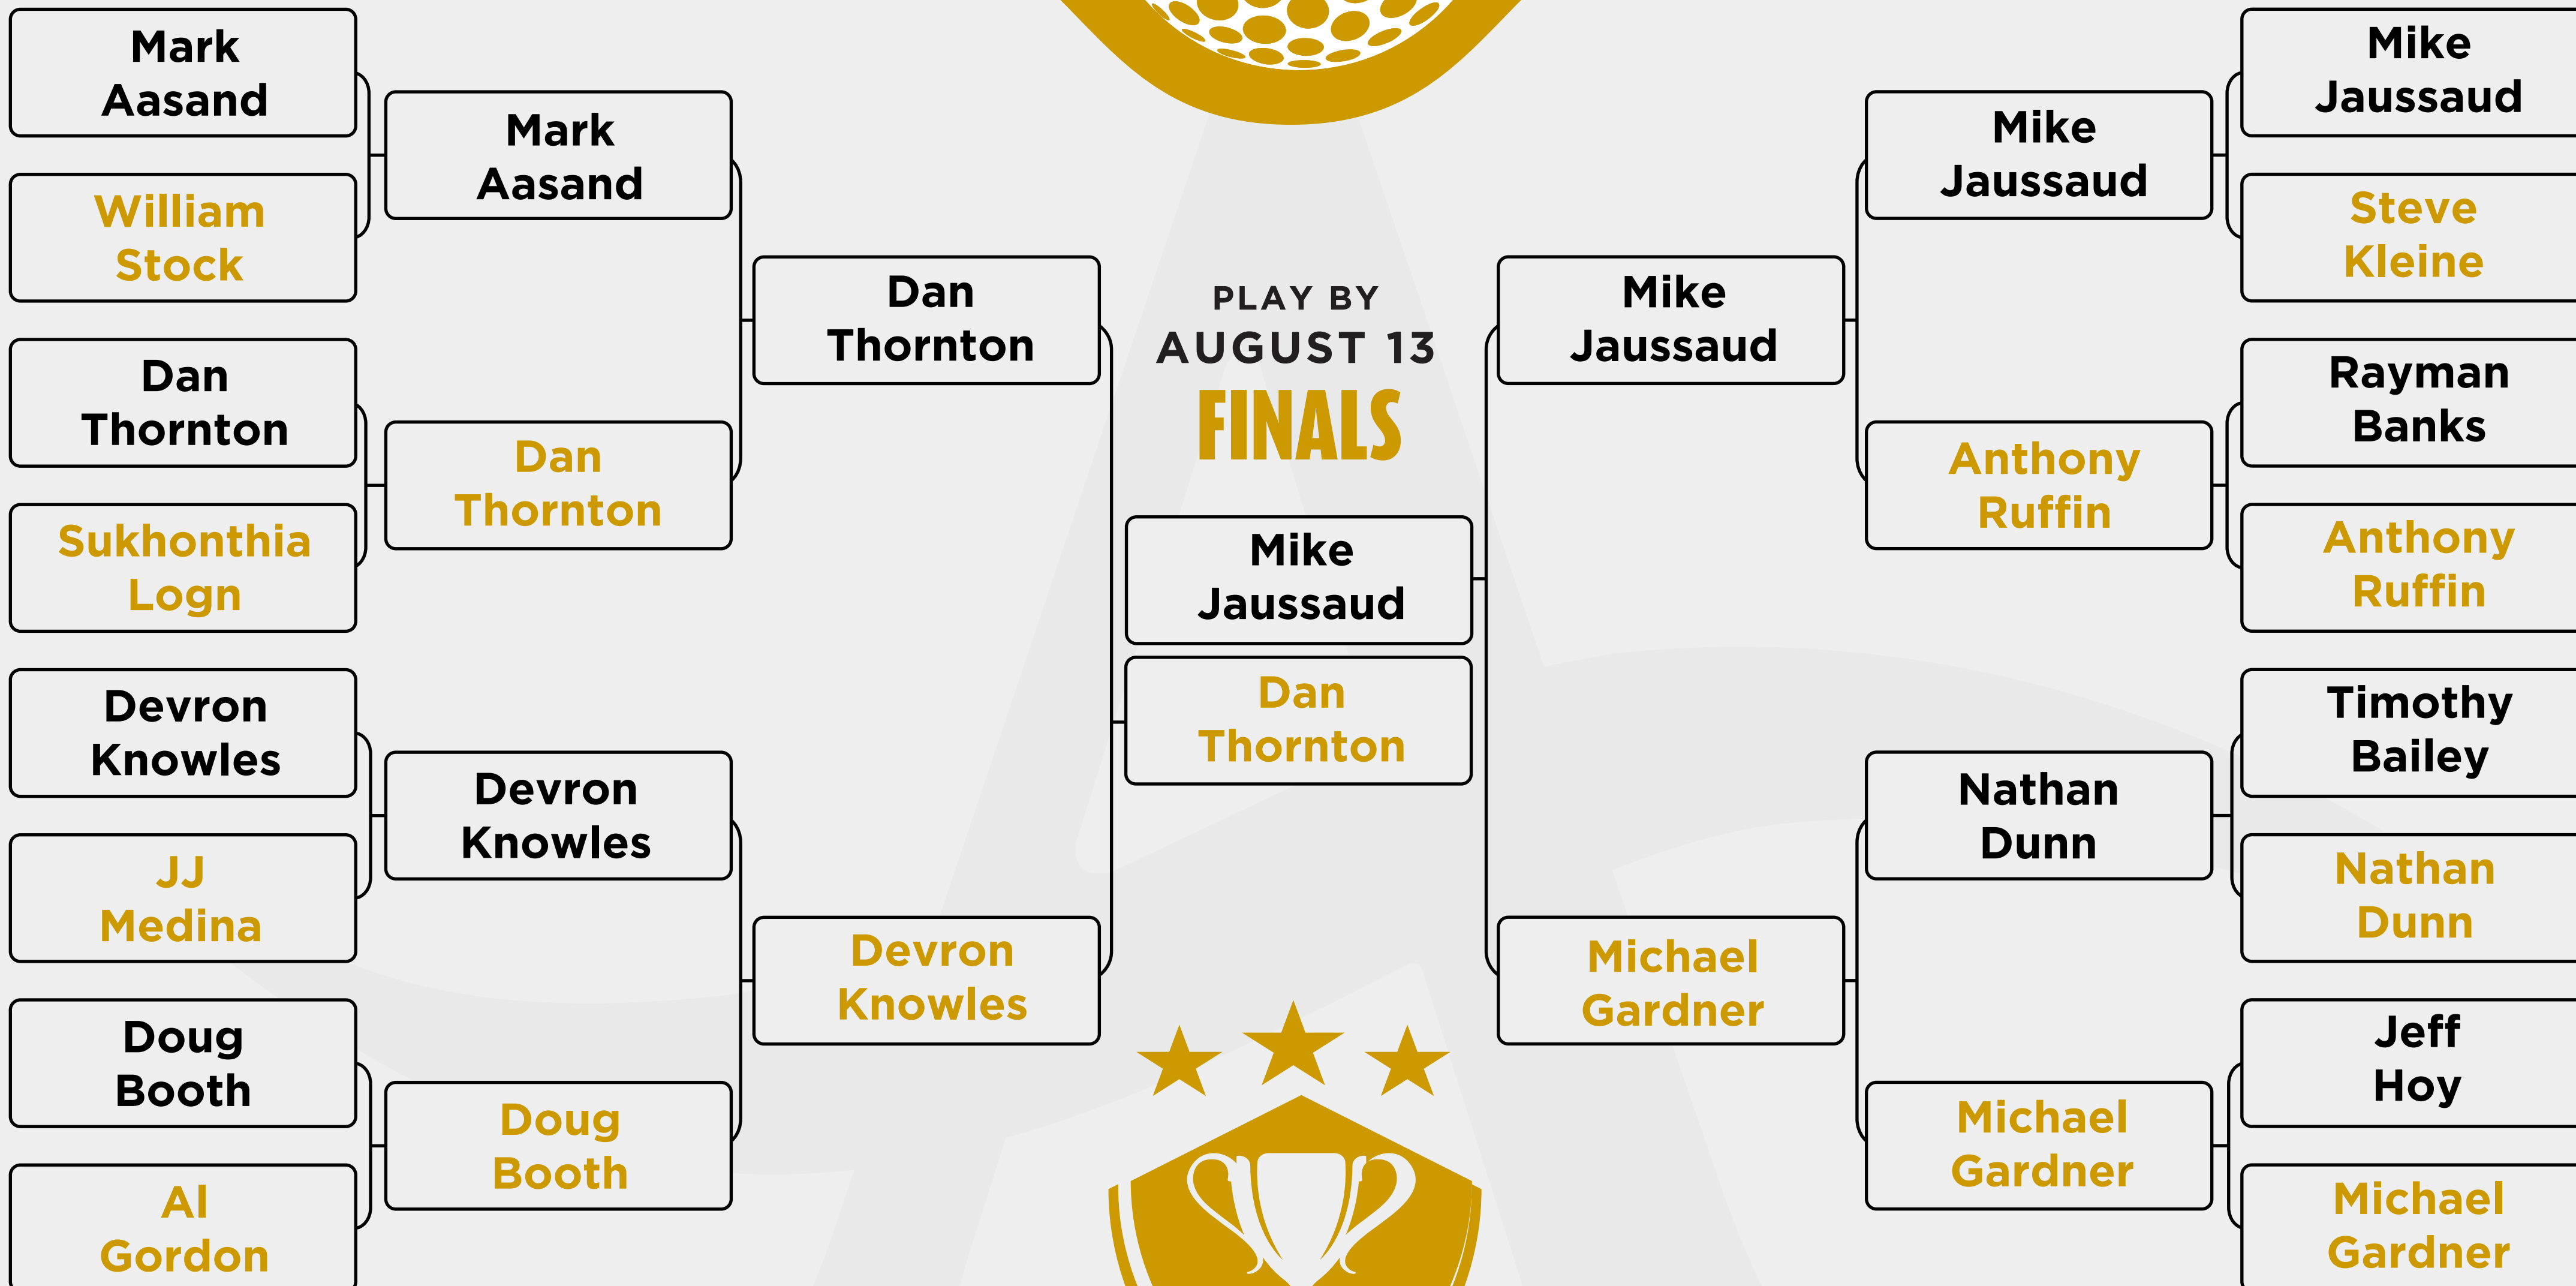 Mark
Aasand
William
Stock
Dan
Thornton
Sukhonthia
Logn
Devron
Knowles
JJ
Medina
Doug
Booth
Al
Gordon
Mark
Aasand
Dan
Thornton
Devron
Knowles
Doug
Booth
Dan
Thornton
Devron
Knowles
PLAY BY
AUGUST 13
FINALS
Mike
Jaussaud
Dan
Thornton
Mike
Jaussaud
Michael
Gardner
Mike
Jaussaud
Anthony
Ruffin
Nathan
Dunn
Michael
Gardner
Mike
Jaussaud
Steve
Kleine
Rayman
Banks
Anthony
Ruffin
Timothy
Bailey
Nathan
Dunn
Jeff
Hoy
Michael
Gardner